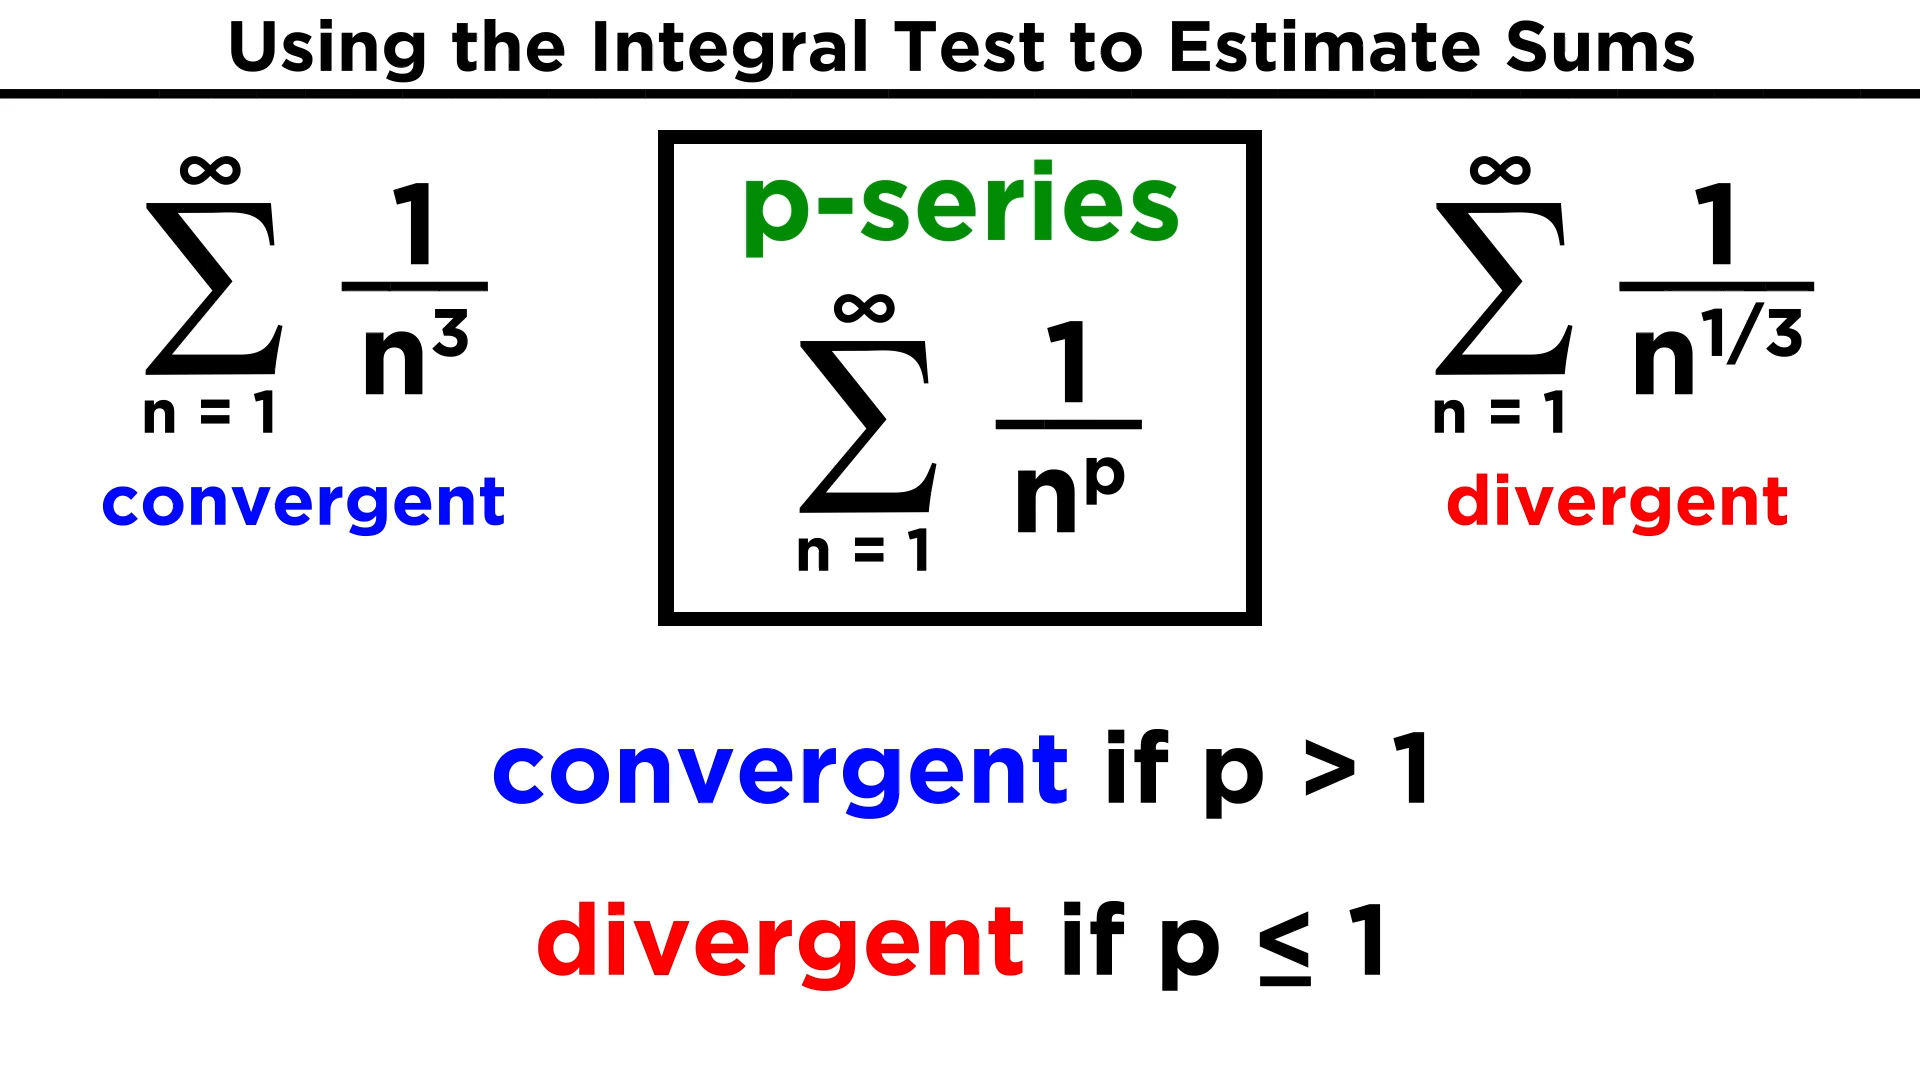 Using the Integral Test to Estimate Sums
∞
∑ 1/n³
n = 1
convergent
p-series
∞
∑ 1/nᵖ
n = 1
∞
∑ 1/n^(1/3)
n = 1
divergent
convergent if p > 1
divergent if p ≤ 1